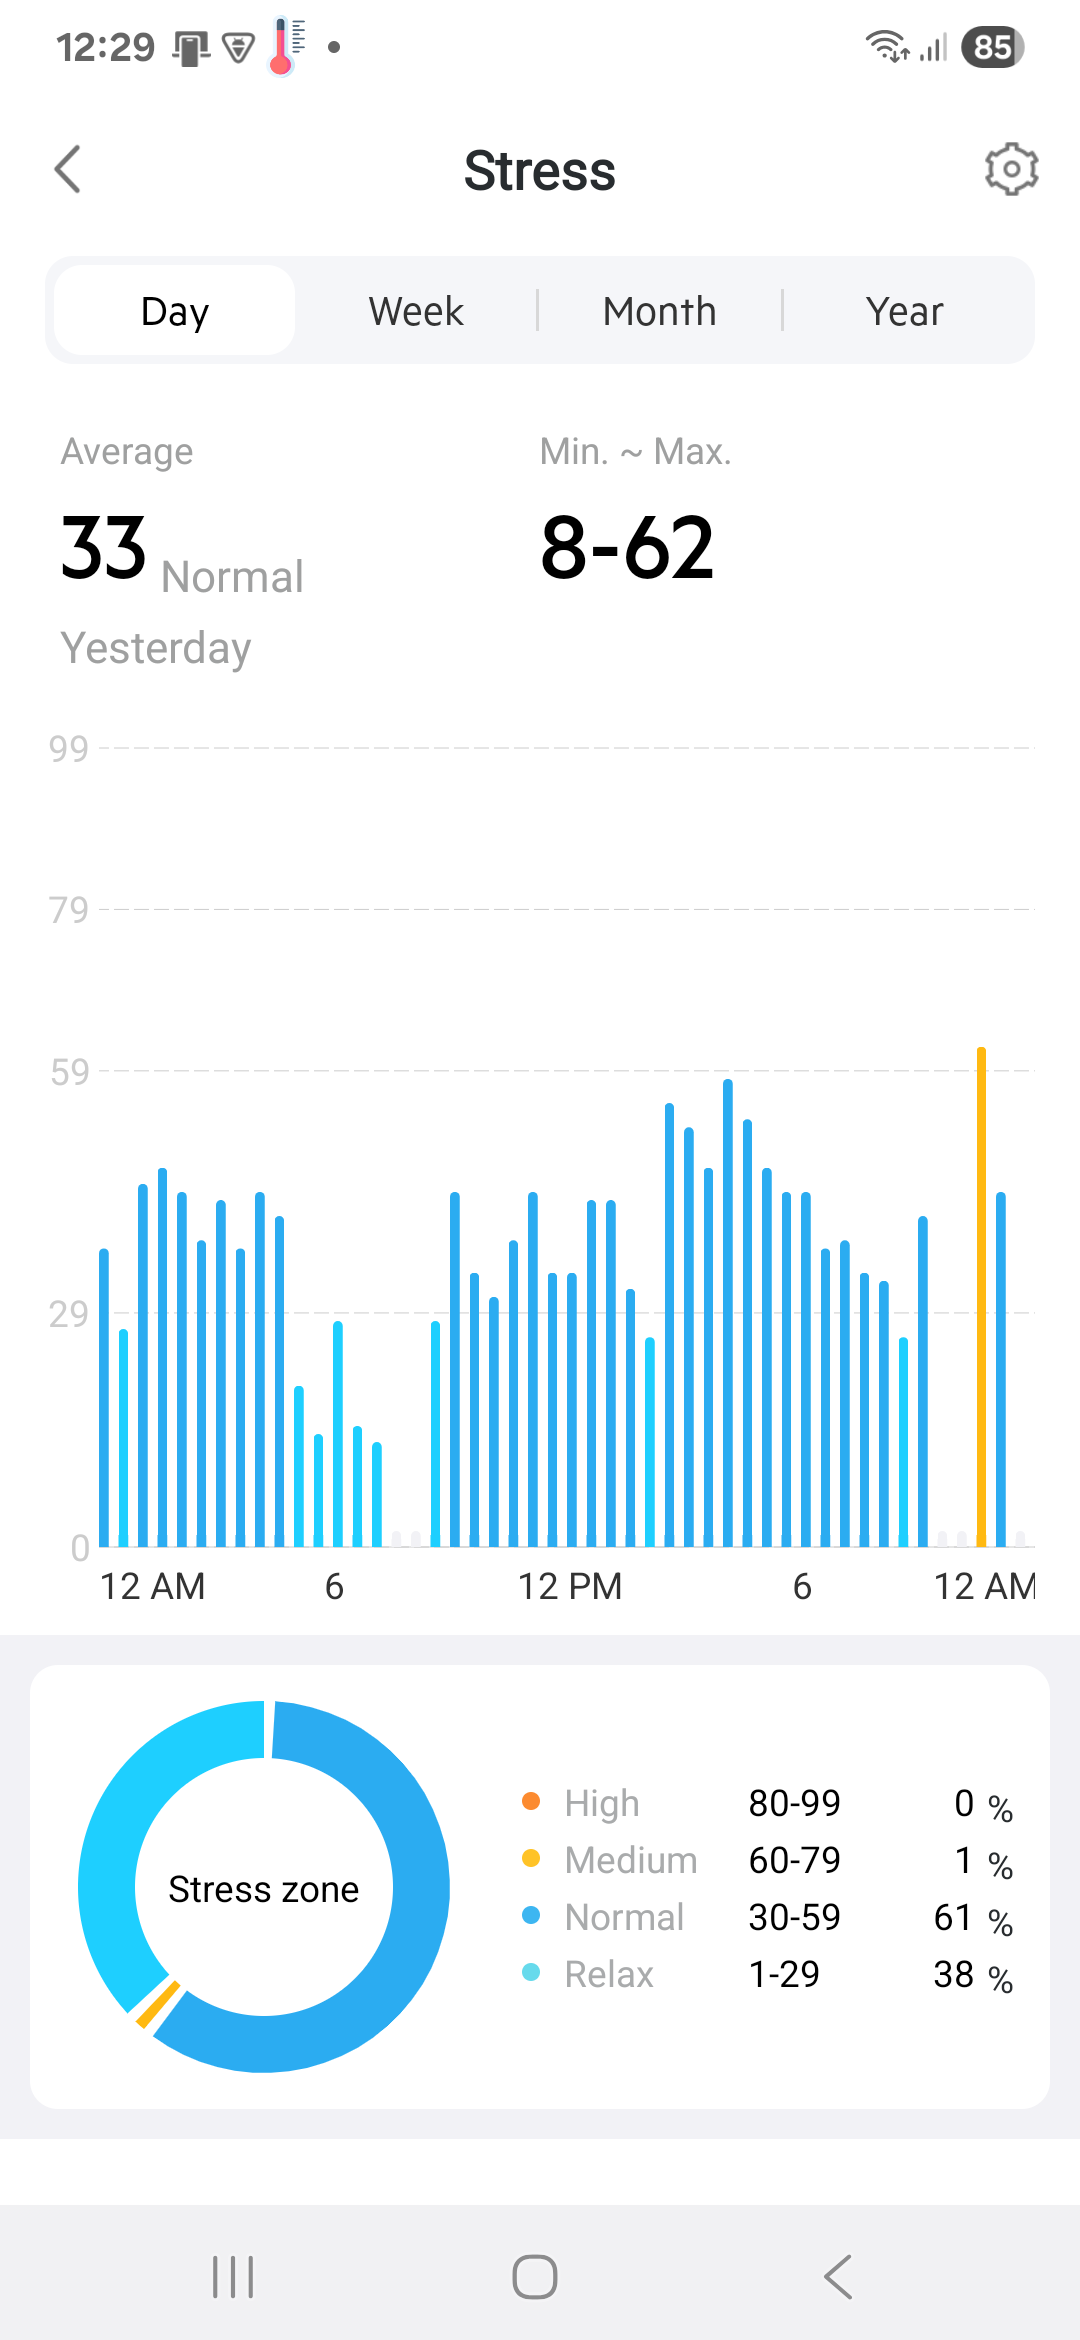 12:29 85
Stress
Day Week Month Year
Average Min. ~ Max.
33 Normal 8-62
Yesterday
99
79
59
29
0
12 AM 6 12 PM 6 12 AM
Stress zone
High 80-99 0 %
Medium 60-79 1 %
Normal 30-59 61 %
Relax 1-29 38 %